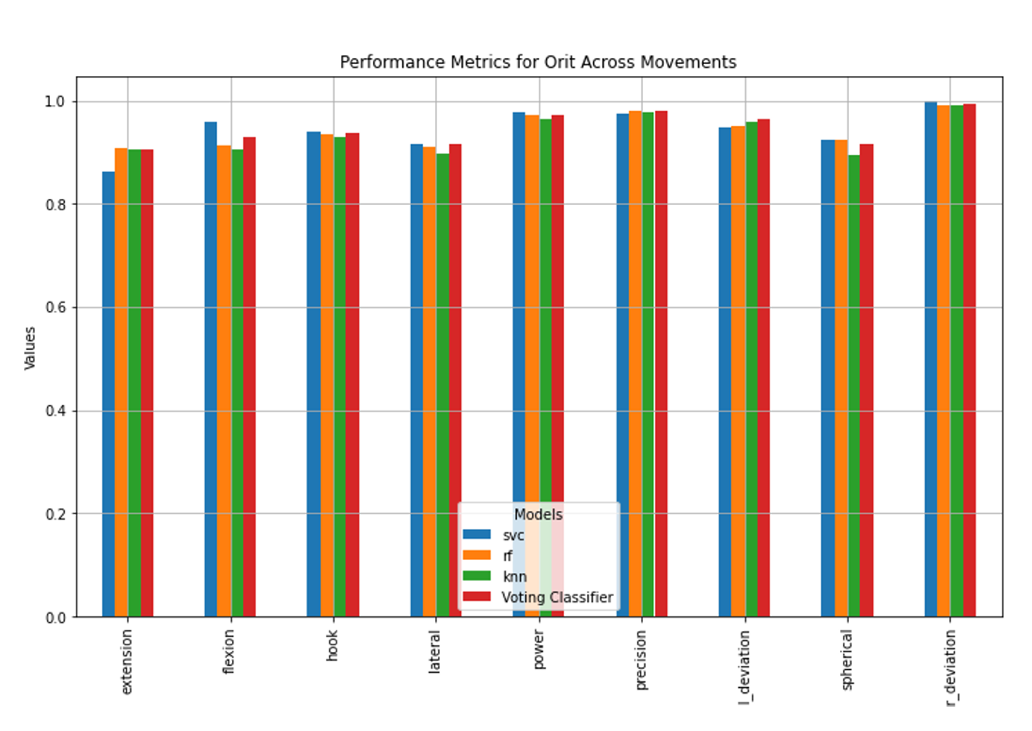 Performance Metrics for Orit Across Movements
1.0
0.8
0.6
0.4
0.2
0.0
Values
Models
svc
rf
knn
Voting Classifier
extension
flexion
hook
lateral
power
precision
l_deviation
spherical
r_deviation